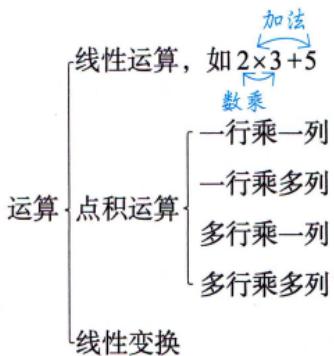 加法
线性运算，如2×3+5
数乘
一行乘一列
一行乘多列
运算
点积运算
多行乘一列
多行乘多列
线性变换